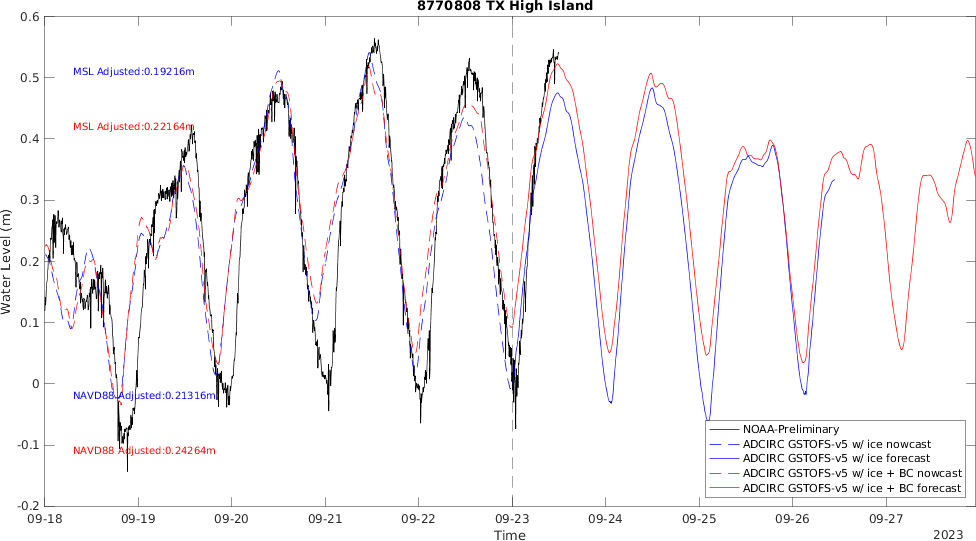 8770808 TX High Island
0.6
0.5
0.4
0.3
0.2
0.1
0
-0.1
-0.2
Water Level (m)
MSL Adjusted:0.19216m
MSL Adjusted:0.22164m
NAVD88 Adjusted:0.21316m
NAVD88 Adjusted:0.24264m
NOAA-Preliminary
ADCIRC GSTOFS-v5 w/ ice nowcast
ADCIRC GSTOFS-v5 w/ ice forecast
ADCIRC GSTOFS-v5 w/ ice + BC nowcast
ADCIRC GSTOFS-v5 w/ ice + BC forecast
09-18 09-19 09-20 09-21 09-22 09-23 09-24 09-25 09-26 09-27
Time
2023